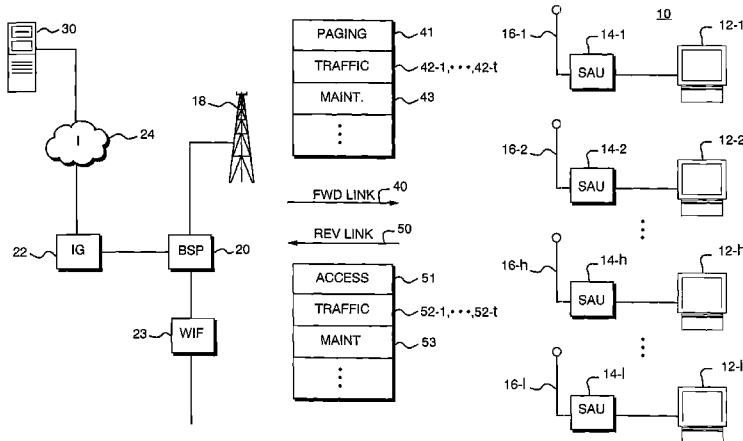 30
I
24
22
IG
BSP
20
23
WIF
18
PAGING
41
TRAFFIC
42-1,•••,42-t
MAINT.
43
FWD LINK
40
REV LINK
50
ACCESS
51
TRAFFIC
52-1,•••,52-t
MAINT
53
10
16-1
14-1
SAU
12-1
16-2
14-2
SAU
12-2
16-h
14-h
SAU
12-h
16-l
14-l
SAU
12-l